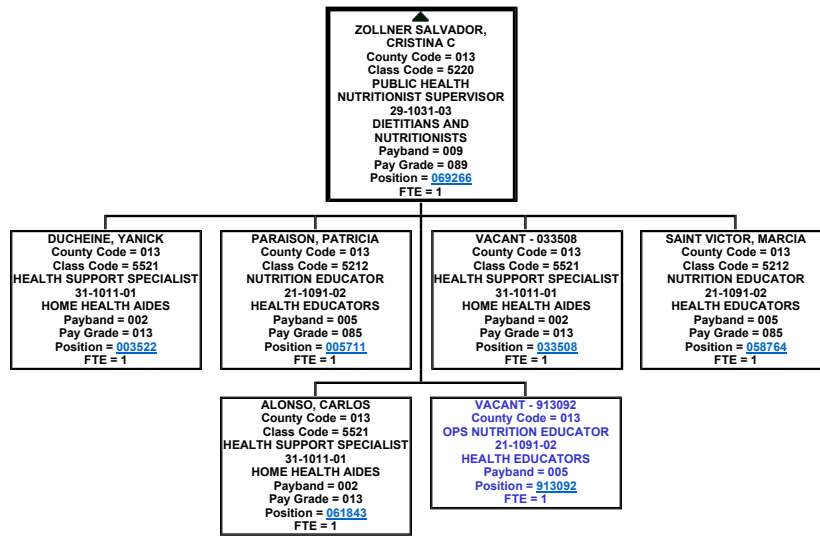 ZOLLNER SALVADOR,
CRISTINA C
County Code = 013
Class Code = 5220
PUBLIC HEALTH
NUTRITIONIST SUPERVISOR
29-1031-03
DIETITIANS AND
NUTRITIONISTS
Payband = 009
Pay Grade = 089
Position = 069266
FTE = 1
DUCHEINE, YANICK
County Code = 013
Class Code = 5521
HEALTH SUPPORT SPECIALIST
31-1011-01
HOME HEALTH AIDES
Payband = 002
Pay Grade = 013
Position = 003522
FTE = 1
PARAISON, PATRICIA
County Code = 013
Class Code = 5212
NUTRITION EDUCATOR
21-1091-02
HEALTH EDUCATORS
Payband = 005
Pay Grade = 085
Position = 005711
FTE = 1
VACANT - 033508
County Code = 013
Class Code = 5521
HEALTH SUPPORT SPECIALIST
31-1011-01
HOME HEALTH AIDES
Payband = 002
Pay Grade = 013
Position = 033508
FTE = 1
SAINT VICTOR, MARCIA
County Code = 013
Class Code = 5212
NUTRITION EDUCATOR
21-1091-02
HEALTH EDUCATORS
Payband = 005
Pay Grade = 085
Position = 058764
FTE = 1
ALONSO, CARLOS
County Code = 013
Class Code = 5521
HEALTH SUPPORT SPECIALIST
31-1011-01
HOME HEALTH AIDES
Payband = 002
Pay Grade = 013
Position = 061843
FTE = 1
VACANT - 913092
County Code = 013
OPS NUTRITION EDUCATOR
21-1091-02
HEALTH EDUCATORS
Payband = 005
Position = 913092
FTE = 1